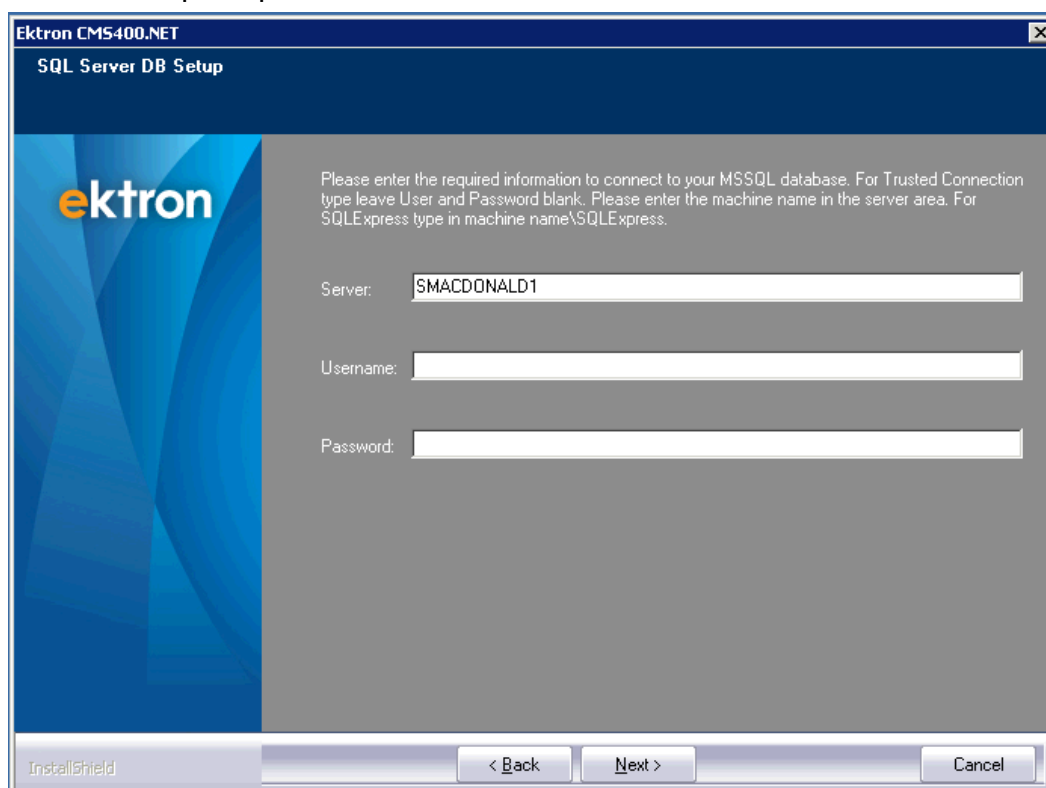 Ektron CMS400.NET
SQL Server DB Setup
ektron
Please enter the required information to connect to your MSSQL database. For Trusted Connection
type leave User and Password blank. Please enter the machine name in the server area. For
SQLExpress type in machine name\SQLExpress.
Server: SMACDONALD1
Username:
Password:
InstallShield
< Back Next > Cancel